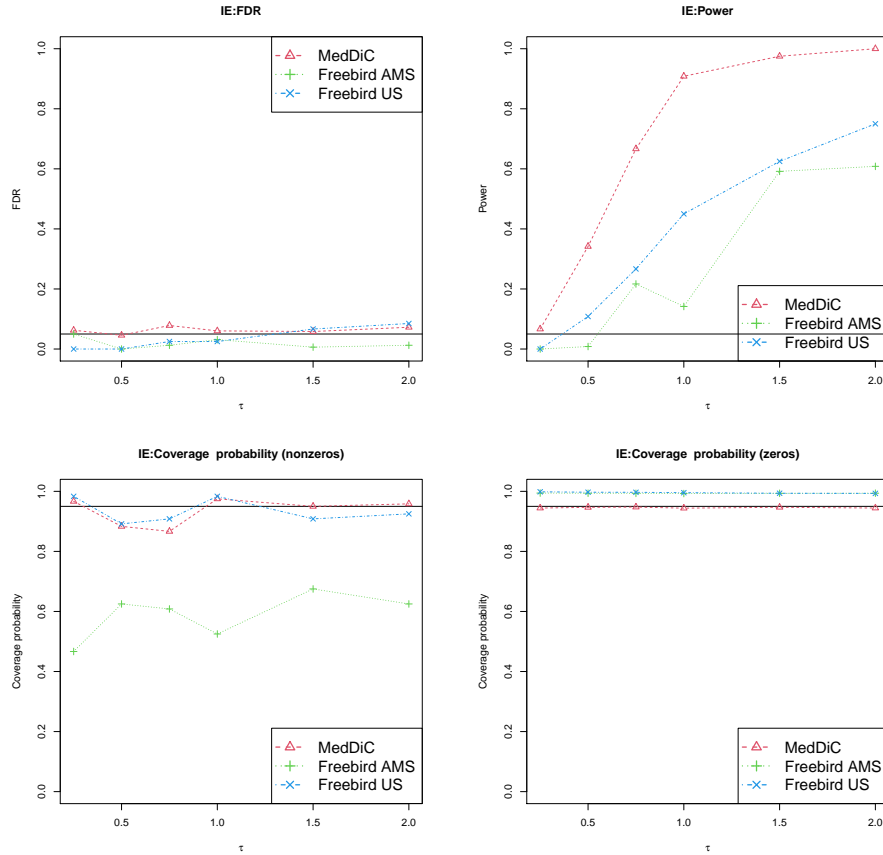 IE:FDR
FDR
1.0
0.8
0.6
0.4
0.2
0.0
0.5
1.0
1.5
2.0
τ
MedDiC
Freebird AMS
Freebird US
IE:Power
Power
1.0
0.8
0.6
0.4
0.2
0.0
0.5
1.0
1.5
2.0
τ
MedDiC
Freebird AMS
Freebird US
IE:Coverage probability (nonzeros)
Coverage probability
1.0
0.8
0.6
0.4
0.2
0.0
0.5
1.0
1.5
2.0
τ
MedDiC
Freebird AMS
Freebird US
IE:Coverage probability (zeros)
Coverage probability
1.0
0.8
0.6
0.4
0.2
0.0
0.5
1.0
1.5
2.0
τ
MedDiC
Freebird AMS
Freebird US